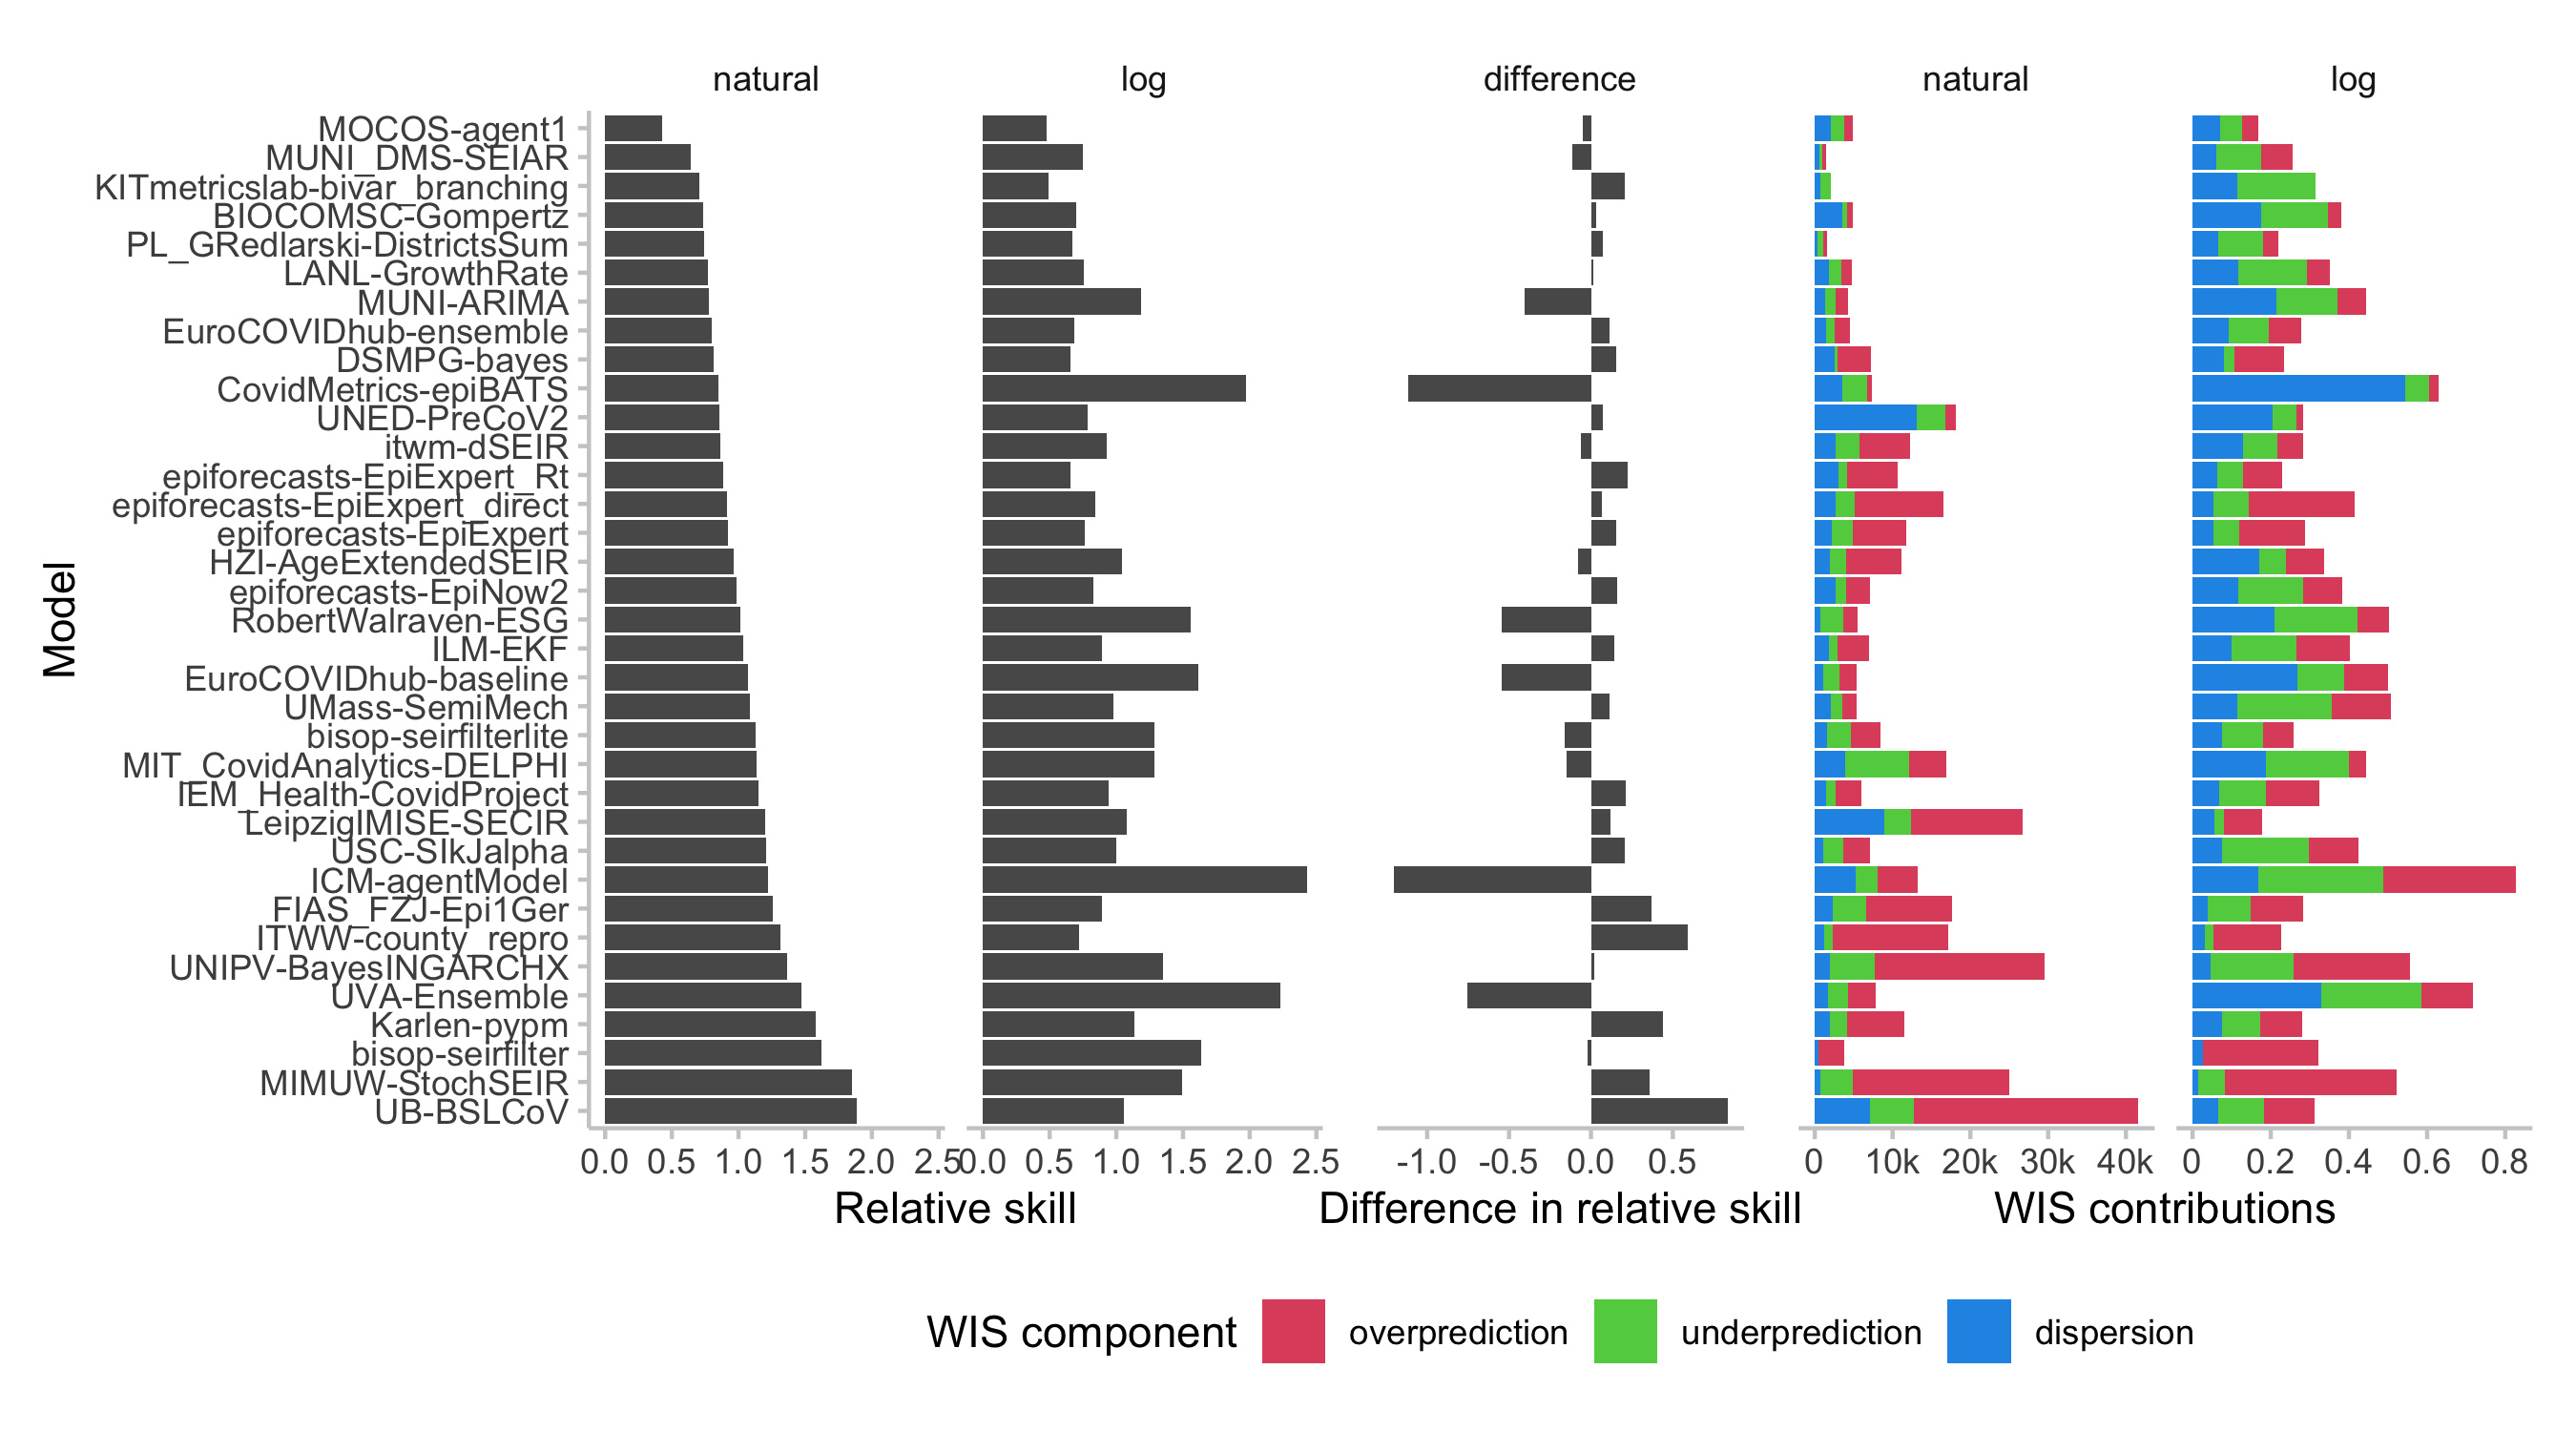 natural log difference natural log
MOCOS-agent1
MUNI_DMS-SEIAR
KITmetricslab-bivar_branching
BIOCOMSC-Gompertz
PL_GRedlarski-DistrictsSum
LANL-GrowthRate
MUNI-ARIMA
EuroCOVIDhub-ensemble
DSMPG-bayes
CovidMetrics-epiBATS
UNED-PreCoV2
itwm-dSEIR
epiforecasts-EpiExpert_Rt
epiforecasts-EpiExpert_direct
epiforecasts-EpiExpert
HZI-AgeExtendedSEIR
epiforecasts-EpiNow2
RobertWalraven-ESG
ILM-EKF
EuroCOVIDhub-baseline
UMass-SemiMech
bisop-seirfilterlite
MIT_CovidAnalytics-DELPHI
IEM_Health-CovidProject
LeipzigIMISE-SECIR
USC-SIkJalpha
ICM-agentModel
FIAS_FZJ-Epi1Ger
ITWW-county_repro
UNIPV-BayesINGARCHX
UVA-Ensemble
Karlen-pypm
bisop-seirfilter
MIMUW-StochSEIR
UB-BSLCoV
Model
0.0 0.5 1.0 1.5 2.0 2.5 0.0 0.5 1.0 1.5 2.0 2.5 -1.0 -0.5 0.0 0.5 0 10k 20k 30k 40k 0 0.2 0.4 0.6 0.8
Relative skill Difference in relative skill WIS contributions
WIS component overprediction underprediction dispersion